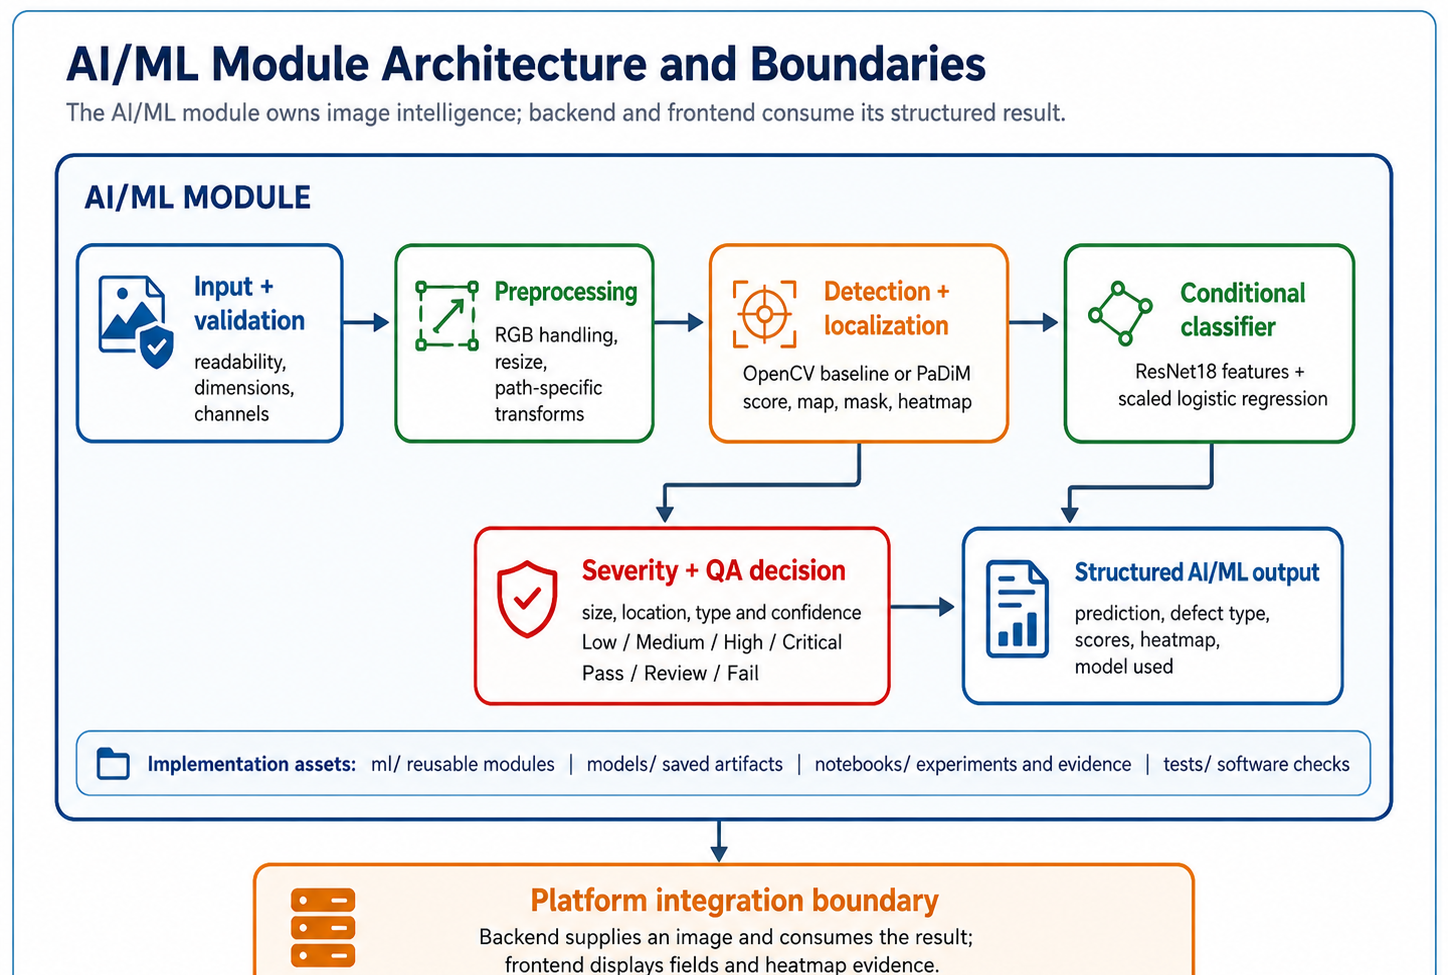 AI/ML Module Architecture and Boundaries
The AI/ML module owns image intelligence; backend and frontend consume its structured result.
AI/ML MODULE
Input +
validation
readability,
dimensions,
channels
Preprocessing
RGB handling,
resize,
path-specific
transforms
Detection +
localization
OpenCV baseline or PaDiM
score, map, mask, heatmap
Conditional
classifier
ResNet18 features +
scaled logistic regression
Severity + QA decision
size, location, type and confidence
Low / Medium / High / Critical
Pass / Review / Fail
Structured AI/ML output
prediction, defect type,
scores, heatmap,
model used
Implementation assets: ml/ reusable modules | models/ saved artifacts | notebooks/ experiments and evidence | tests/ software checks
Platform integration boundary
Backend supplies an image and consumes the result;
frontend displays fields and heatmap evidence.